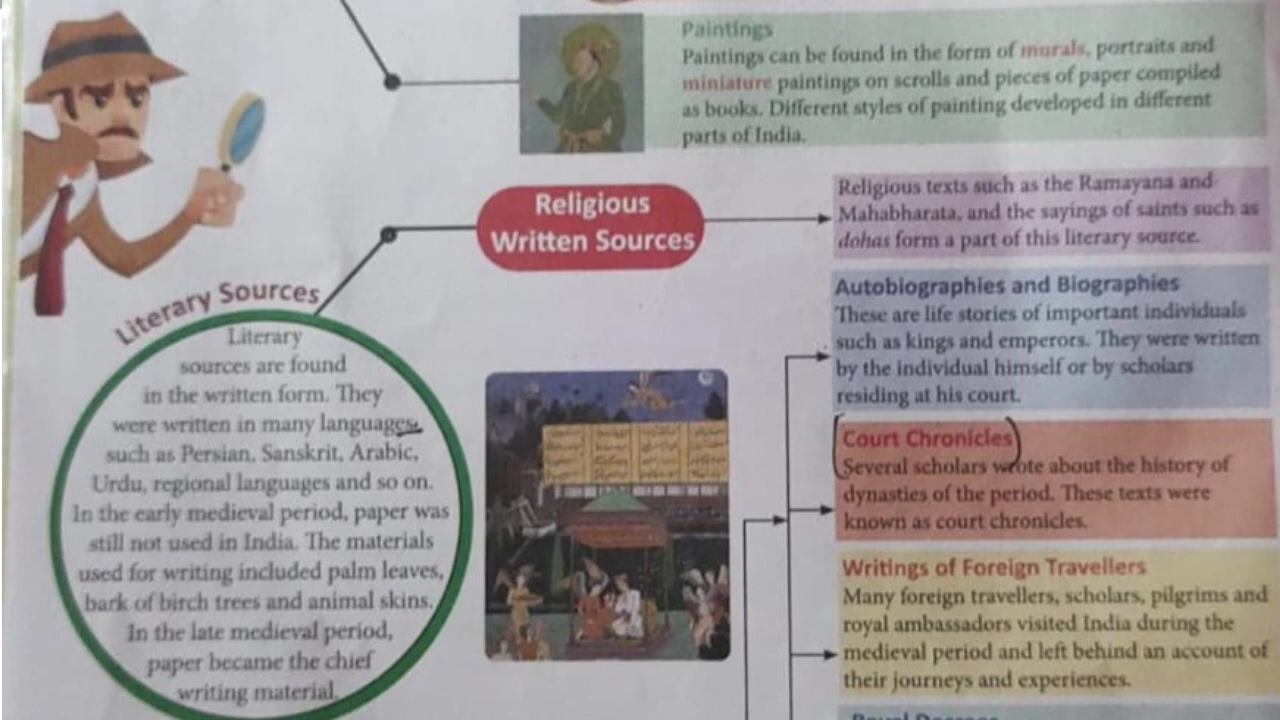 Paintings
Paintings can be found in the form of murals, portraits and
miniature paintings on scrolls and pieces of paper compiled
as books. Different styles of painting developed in different
parts of India.
Religious
Written Sources
Religious texts such as the Ramayana and
Mahabharata, and the sayings of saints such as
dohas form a part of this literary source.
Literary Sources
Literary
sources are found
in the written form. They
were written in many languages,
such as Persian, Sanskrit, Arabic,
Urdu, regional languages and so on.
In the early medieval period, paper was
still not used in India. The materials
used for writing included palm leaves,
bark of birch trees and animal skins.
In the late medieval period,
paper became the chief
writing material.
Autobiographies and Biographies
These are life stories of important individuals
such as kings and emperors. They were written
by the individual himself or by scholars
residing at his court.
Court Chronicles
Several scholars wrote about the history of
dynasties of the period. These texts were
known as court chronicles.
Writings of Foreign Travellers
Many foreign travellers, scholars, pilgrims and
royal ambassadors visited India during the
medieval period and left behind an account of
their journeys and experiences.